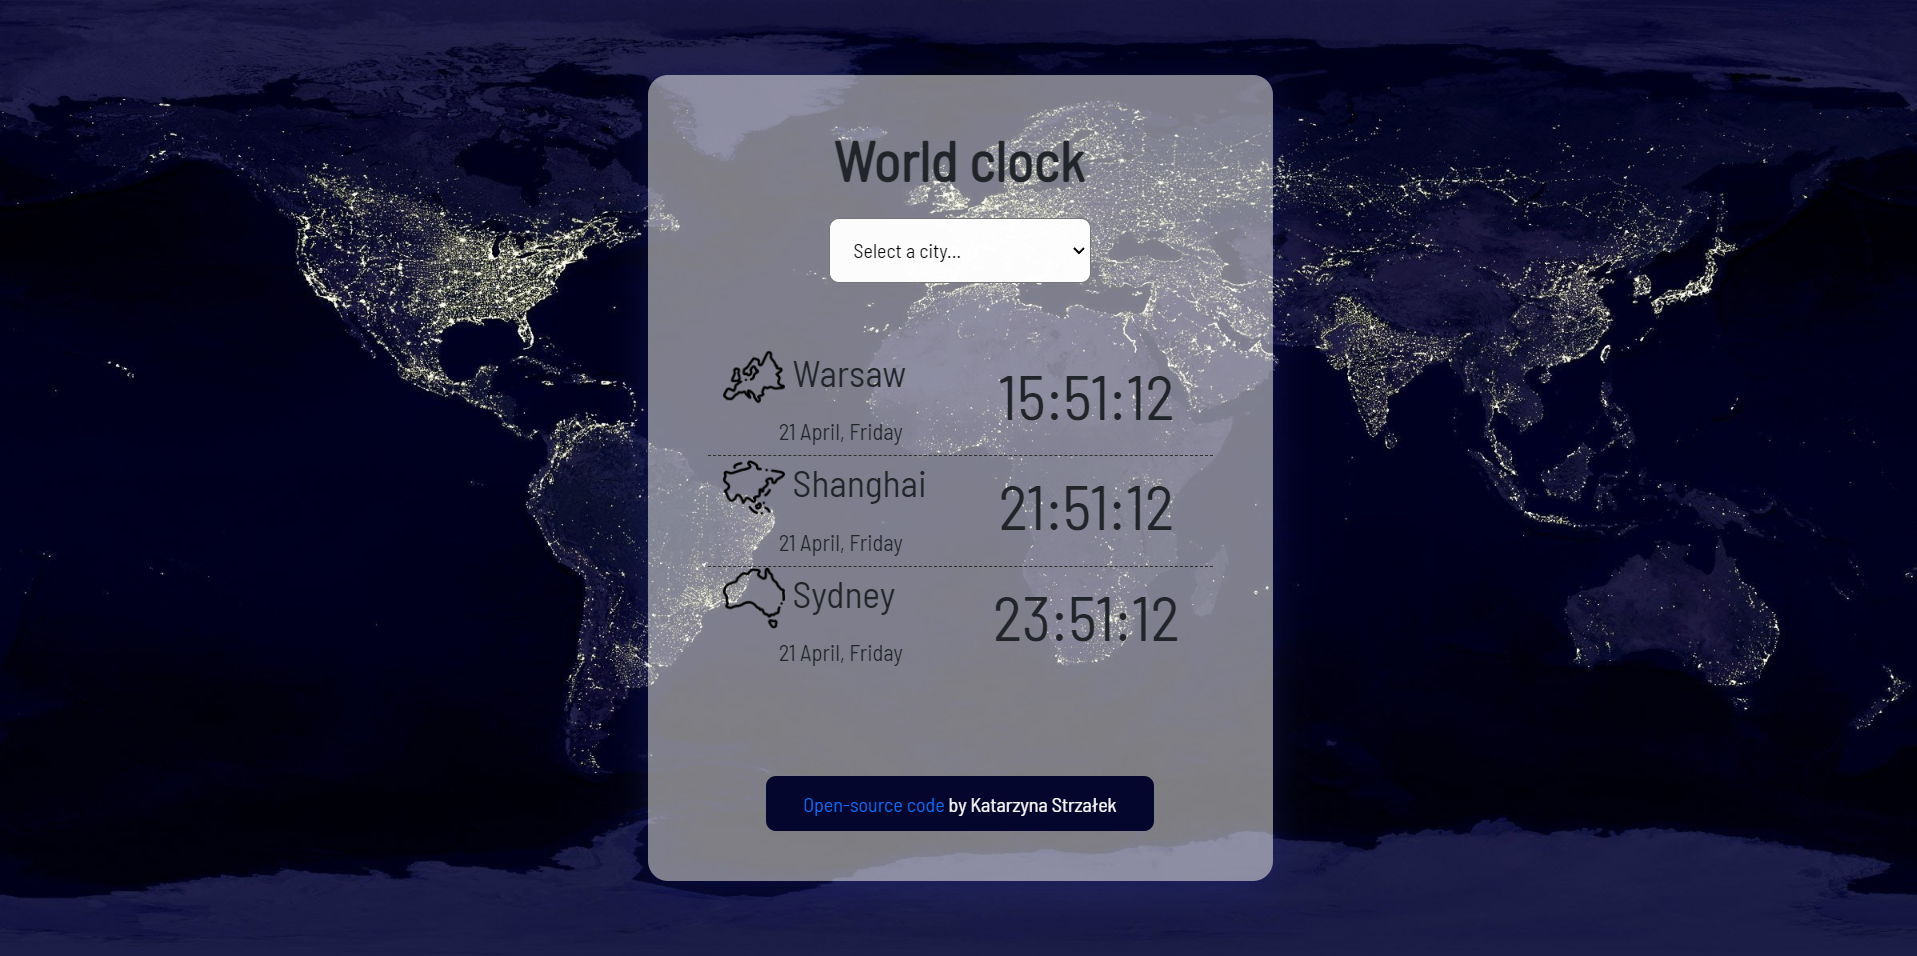 World clock
Select a city...
Warsaw
15:51:12
21 April, Friday
Shanghai
21:51:12
21 April, Friday
Sydney
23:51:12
21 April, Friday
Open-source code by Katarzyna Strzałek